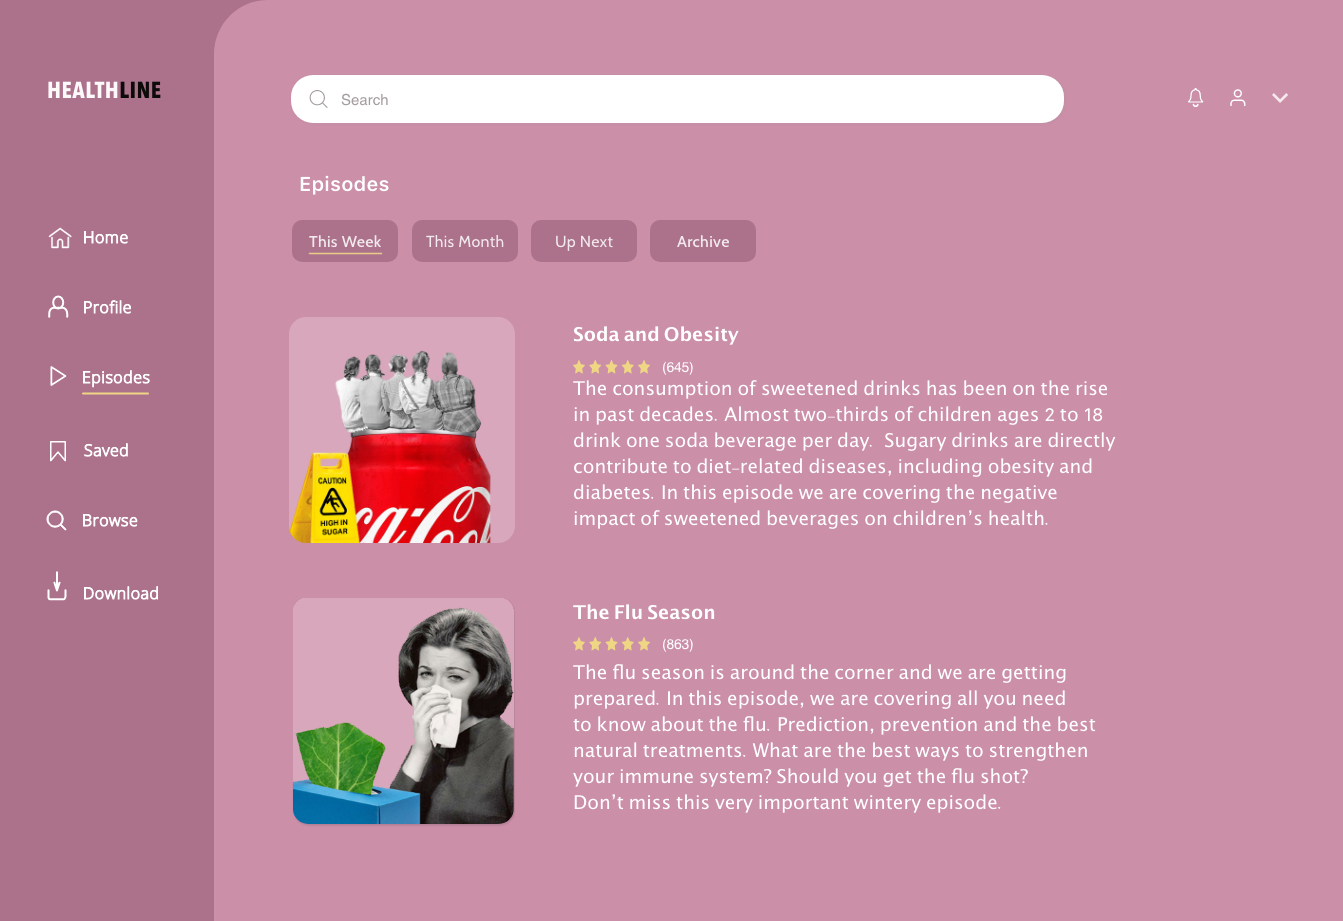 HEALTHLINE
Home
Profile
Episodes
Saved
Browse
Download
Search
Episodes
This Week
This Month
Up Next
Archive
CAUTION
HIGH IN
SUGAR
Coca-Cola
Soda and Obesity
(645)
The consumption of sweetened drinks has been on the rise
in past decades. Almost two-thirds of children ages 2 to 18
drink one soda beverage per day.  Sugary drinks are directly
contribute to diet-related diseases, including obesity and
diabetes. In this episode we are covering the negative
impact of sweetened beverages on children’s health.
The Flu Season
(863)
The flu season is around the corner and we are getting
prepared. In this episode, we are covering all you need
to know about the flu. Prediction, prevention and the best
natural treatments. What are the best ways to strengthen
your immune system? Should you get the flu shot?
Don’t miss this very important wintery episode.